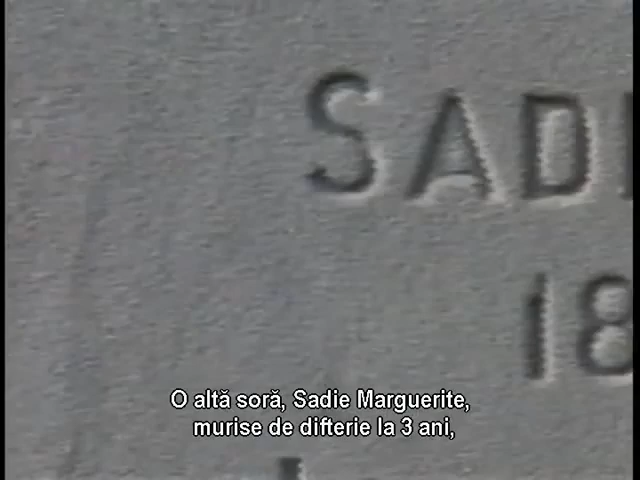 SAD
18
O altă soră, Sadie Marguerite,
murise de difterie la 3 ani,